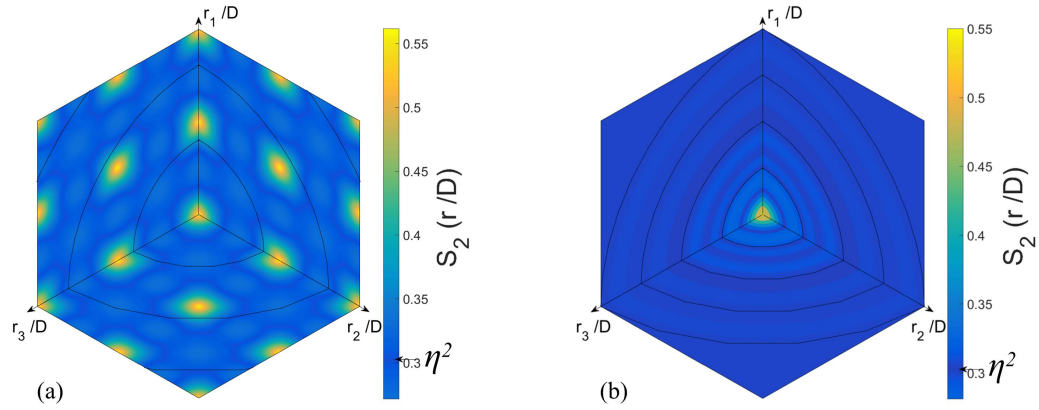 r₁ /D
0.55
0.5
0.45
0.4
0.35
0.3
S₂ (r /D)
η²
r₃ /D
r₂ /D
(a)
r₁ /D
0.55
0.5
0.45
0.4
0.35
0.3
S₂ (r /D)
η²
r₃ /D
r₂ /D
(b)